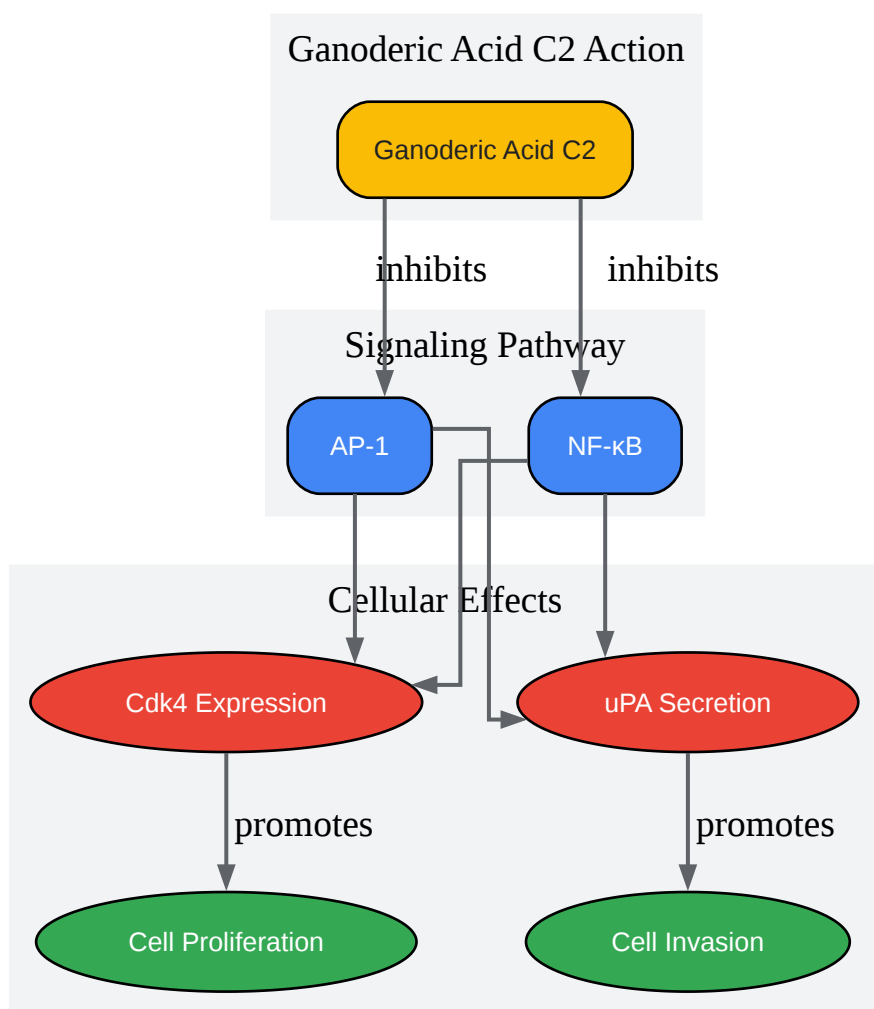 Ganoderic Acid C2 Action
Ganoderic Acid C2
inhibits
inhibits
Signaling Pathway
AP-1
NF-κB
Cellular Effects
Cdk4 Expression
uPA Secretion
promotes
promotes
Cell Proliferation
Cell Invasion